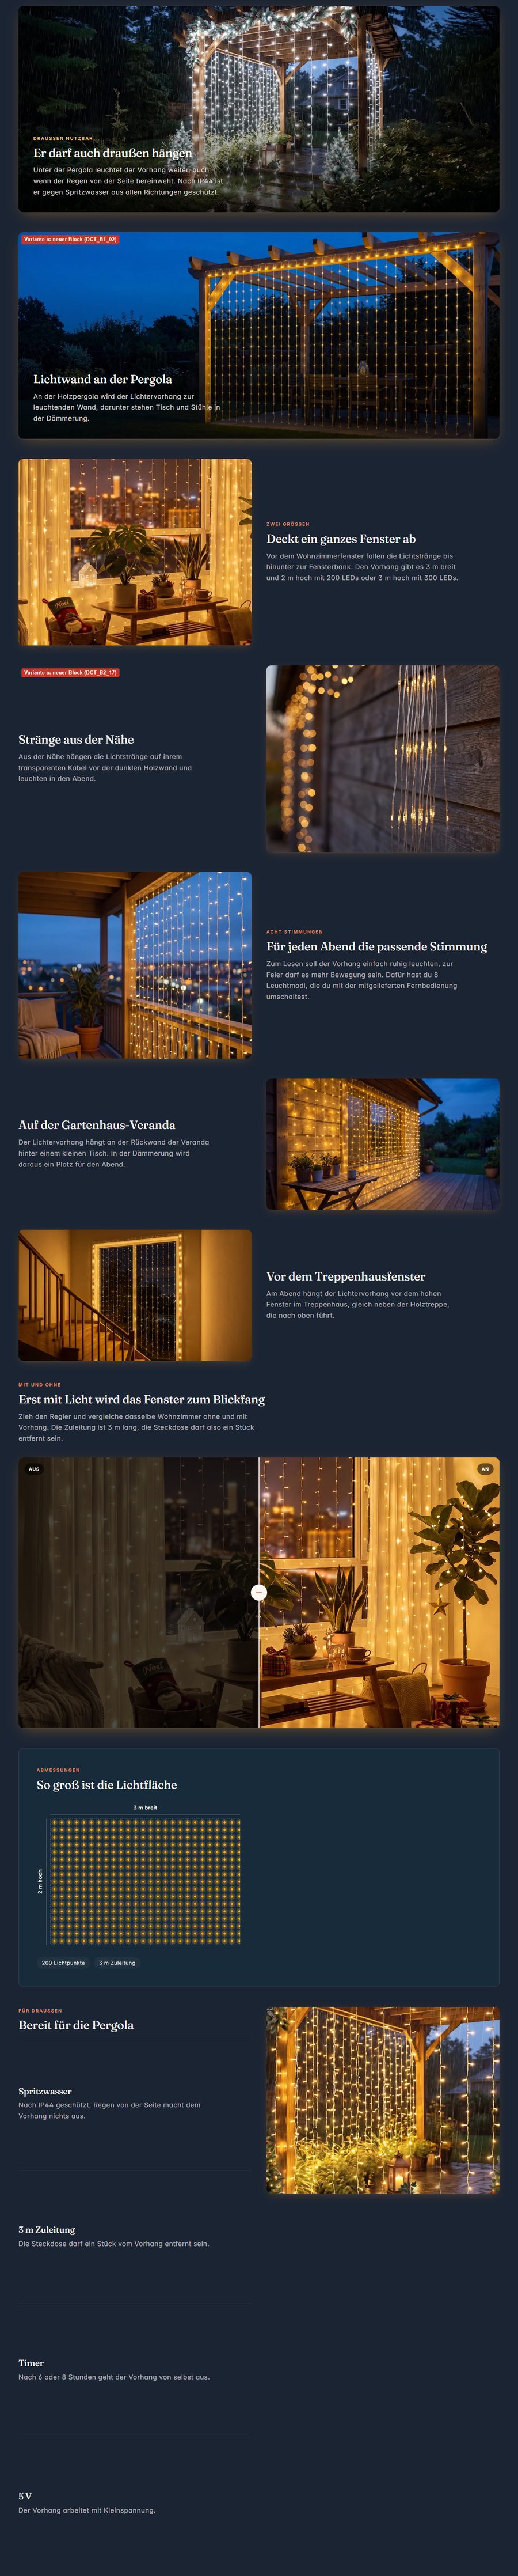 DRAUSSEN NUTZBAR
Er darf auch draußen hängen
Unter der Pergola leuchtet der Vorhang weiter, auch
wenn der Regen von der Seite hereinweht. Nach IP44 ist
er gegen Spritzwasser aus allen Richtungen geschützt.
Variante a: neuer Block (DCT_B1_02)
Lichtwand an der Pergola
An der Holzpergola wird der Lichtervorhang zur
leuchtenden Wand, darunter stehen Tisch und Stühle in
der Dämmerung.
ZWEI GRÖSSEN
Deckt ein ganzes Fenster ab
Vor dem Wohnzimmerfenster fallen die Lichtstränge bis
hinunter zur Fensterbank. Den Vorhang gibt es 3 m breit
und 2 m hoch mit 200 LEDs oder 3 m hoch mit 300 LEDs.
Noel
Variante a: neuer Block (DCT_B2_17)
Stränge aus der Nähe
Aus der Nähe hängen die Lichtstränge auf ihrem
transparenten Kabel vor der dunklen Holzwand und
leuchten in den Abend.
ACHT STIMMUNGEN
Für jeden Abend die passende Stimmung
Zum Lesen soll der Vorhang einfach ruhig leuchten, zur
Feier darf es mehr Bewegung sein. Dafür hast du 8
Leuchtmodi, die du mit der mitgelieferten Fernbedienung
umschaltest.
Auf der Gartenhaus-Veranda
Der Lichtervorhang hängt an der Rückwand der Veranda
hinter einem kleinen Tisch. In der Dämmerung wird
daraus ein Platz für den Abend.
Vor dem Treppenhausfenster
Am Abend hängt der Lichtervorhang vor dem hohen
Fenster im Treppenhaus, gleich neben der Holztreppe,
die nach oben führt.
MIT UND OHNE
Erst mit Licht wird das Fenster zum Blickfang
Zieh den Regler und vergleiche dasselbe Wohnzimmer ohne und mit
Vorhang. Die Zuleitung ist 3 m lang, die Steckdose darf also ein Stück
entfernt sein.
AUS
AN
Noel
ABMESSUNGEN
So groß ist die Lichtfläche
3 m breit
2 m hoch
200 Lichtpunkte
3 m Zuleitung
FÜR DRAUSSEN
Bereit für die Pergola
Spritzwasser
Nach IP44 geschützt, Regen von der Seite macht dem
Vorhang nichts aus.
3 m Zuleitung
Die Steckdose darf ein Stück vom Vorhang entfernt sein.
Timer
Nach 6 oder 8 Stunden geht der Vorhang von selbst aus.
5 V
Der Vorhang arbeitet mit Kleinspannung.